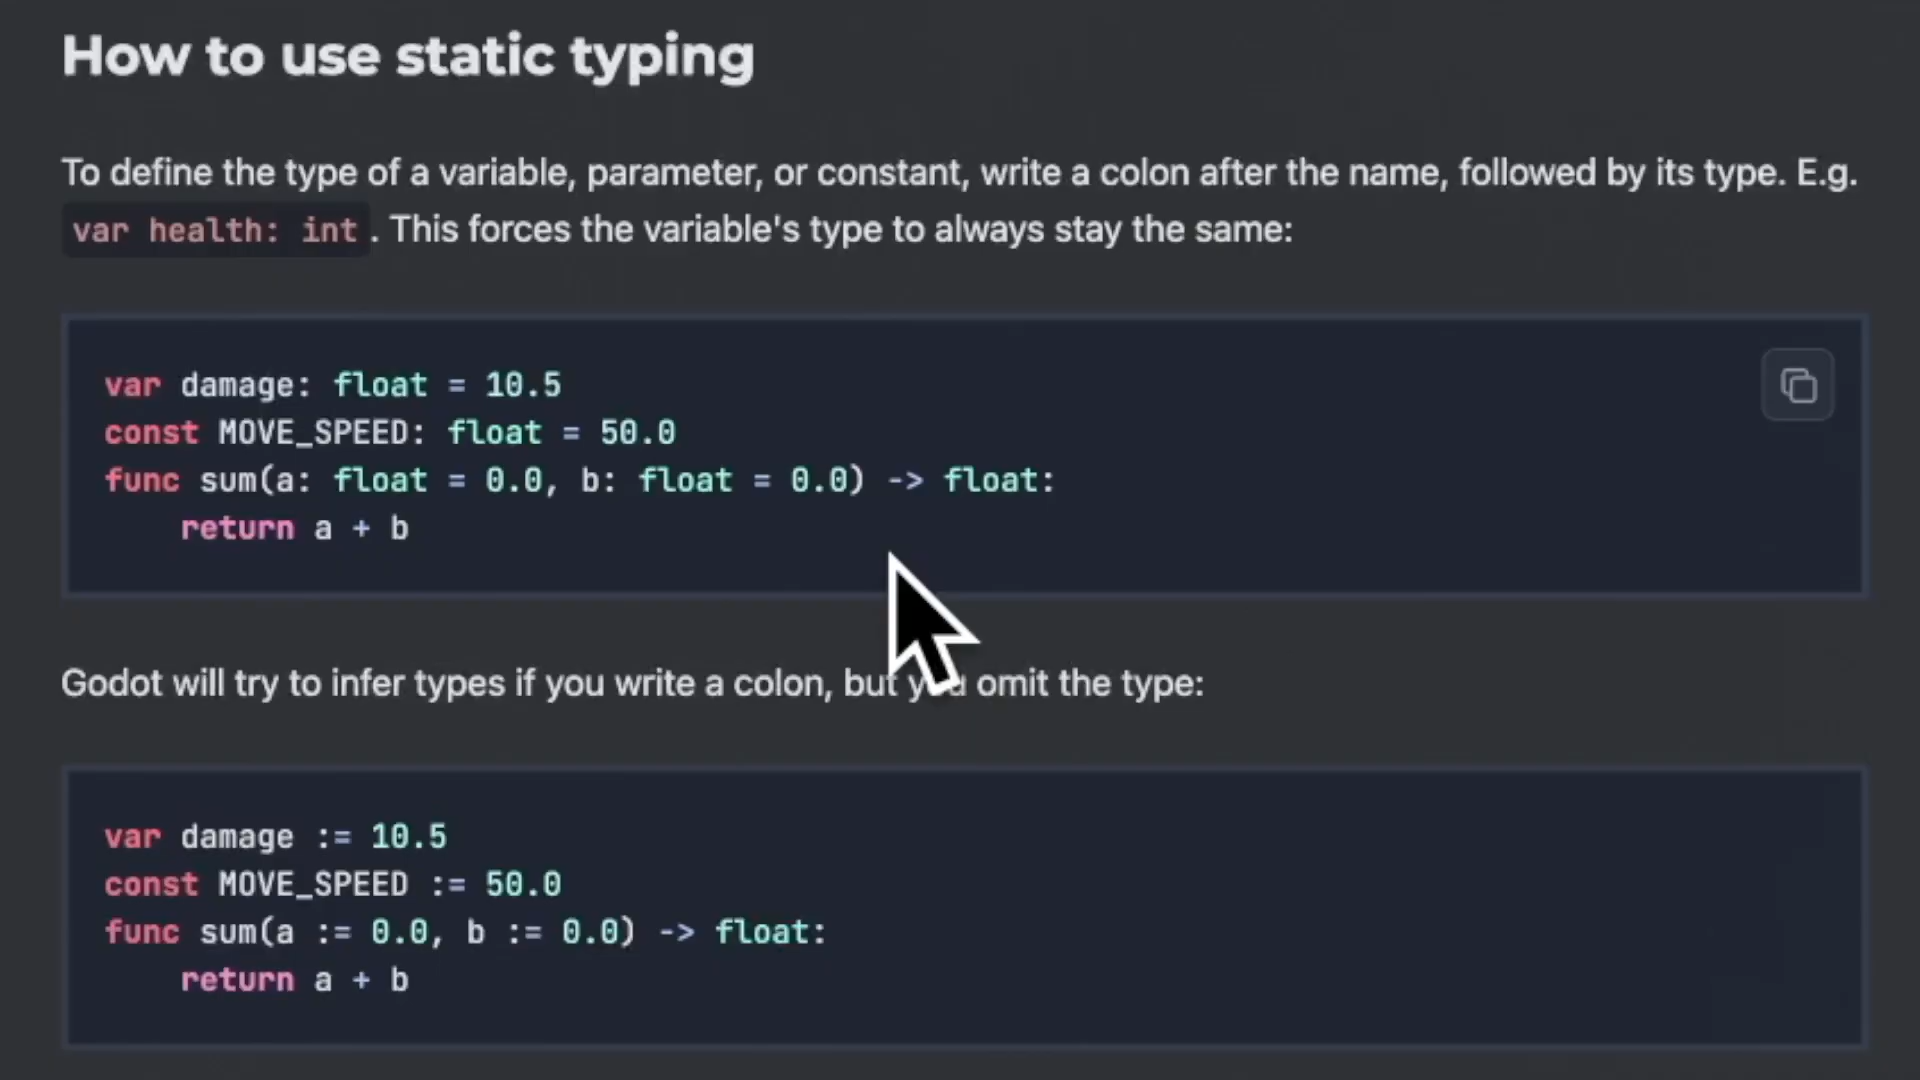 How to use static typing
To define the type of a variable, parameter, or constant, write a colon after the name, followed by its type. E.g.
var health: int. This forces the variable's type to always stay the same:
var damage: float = 10.5
const MOVE_SPEED: float = 50.0
func sum(a: float = 0.0, b: float = 0.0) -> float:
    return a + b
Godot will try to infer types if you write a colon, but you omit the type:
var damage := 10.5
const MOVE_SPEED := 50.0
func sum(a := 0.0, b := 0.0) -> float:
    return a + b